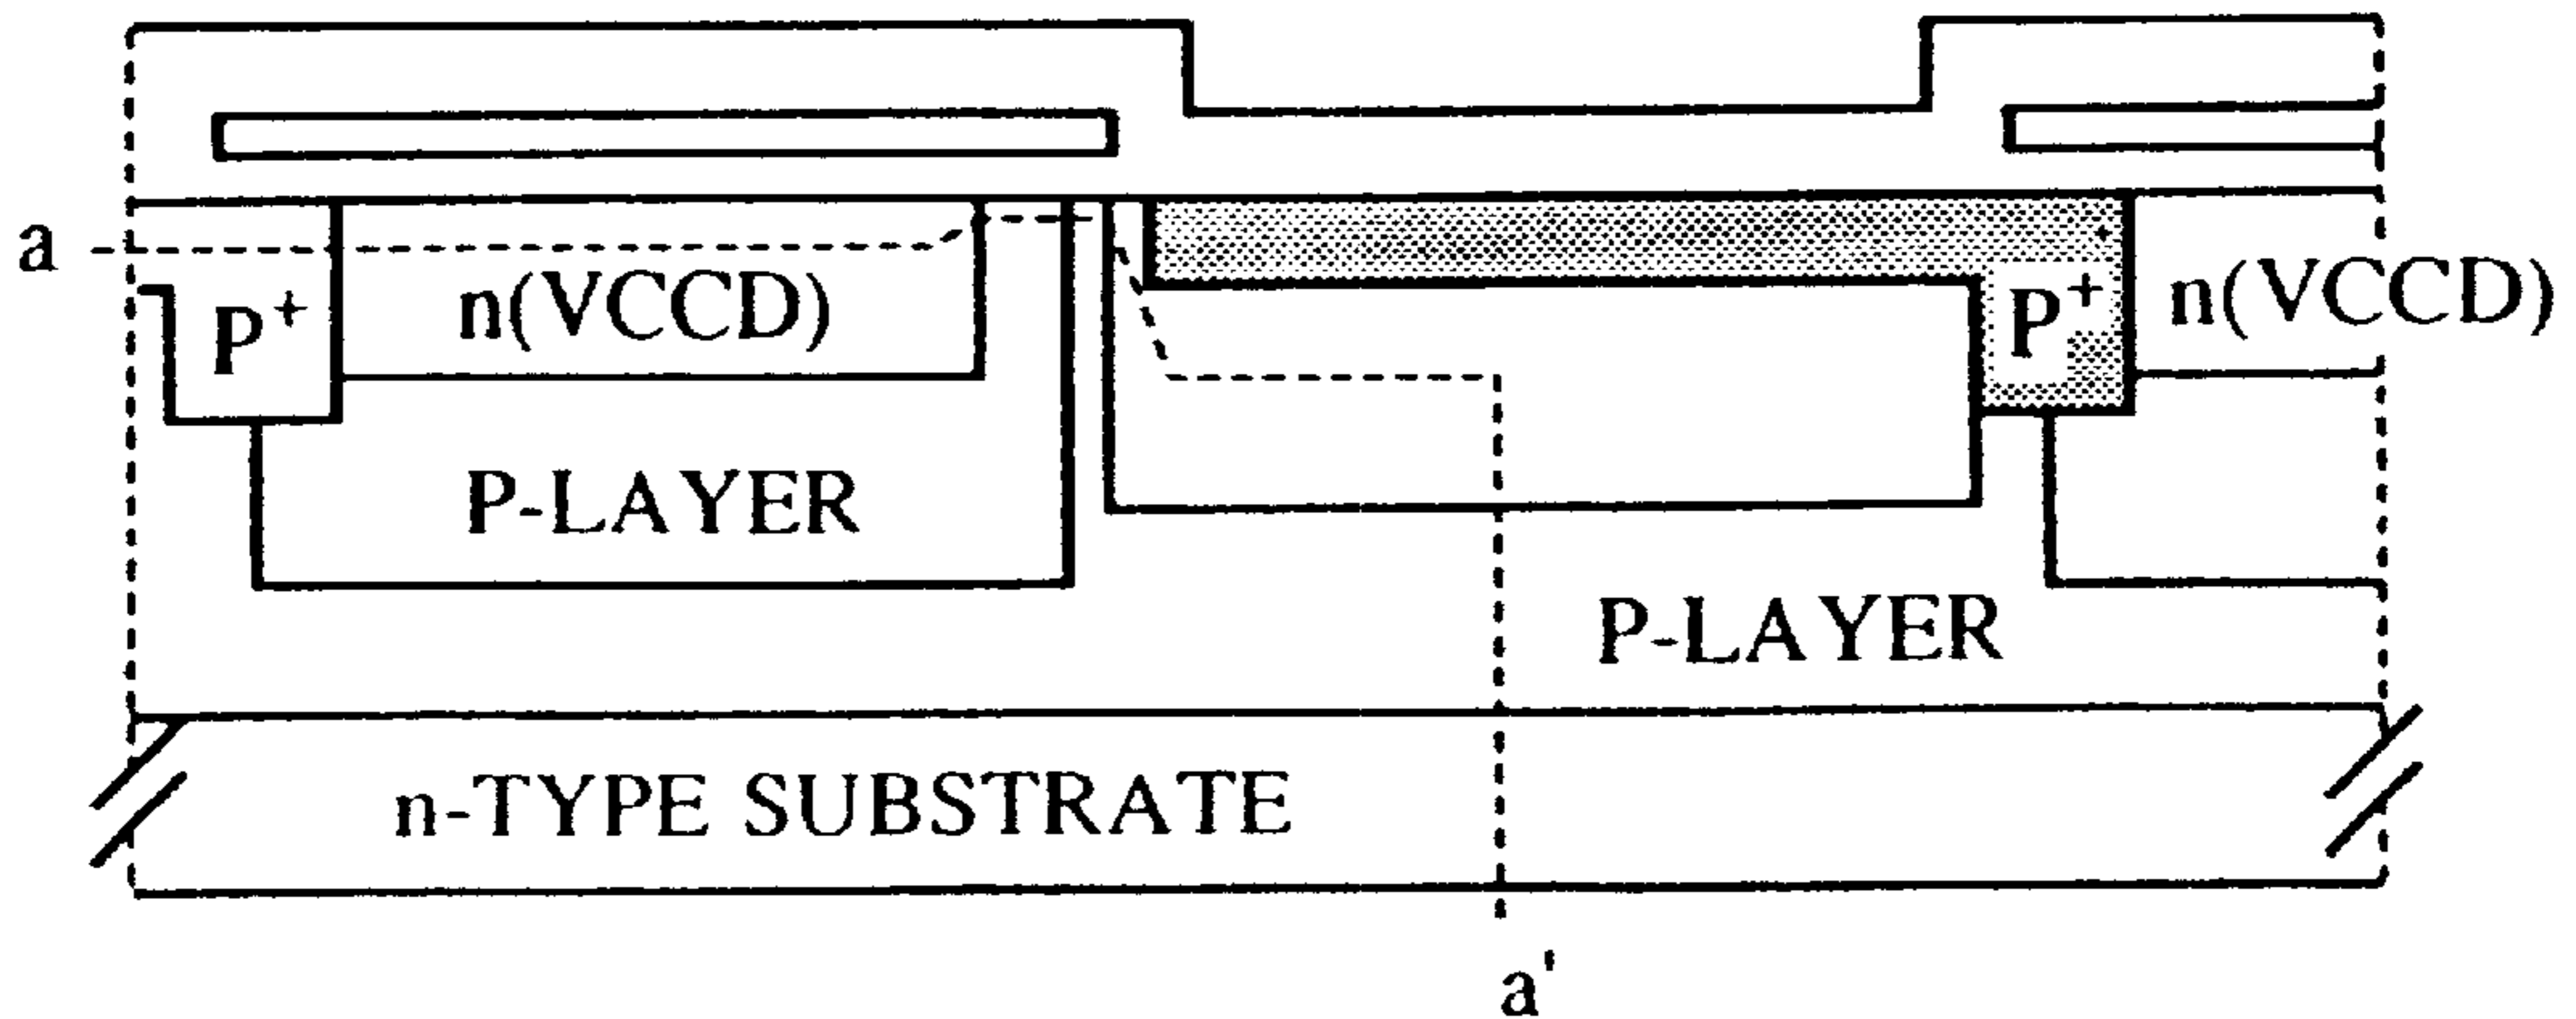 a
P+
n(VCCD)
P+
n(VCCD)
P-LAYER
P-LAYER
n-TYPE SUBSTRATE
a'